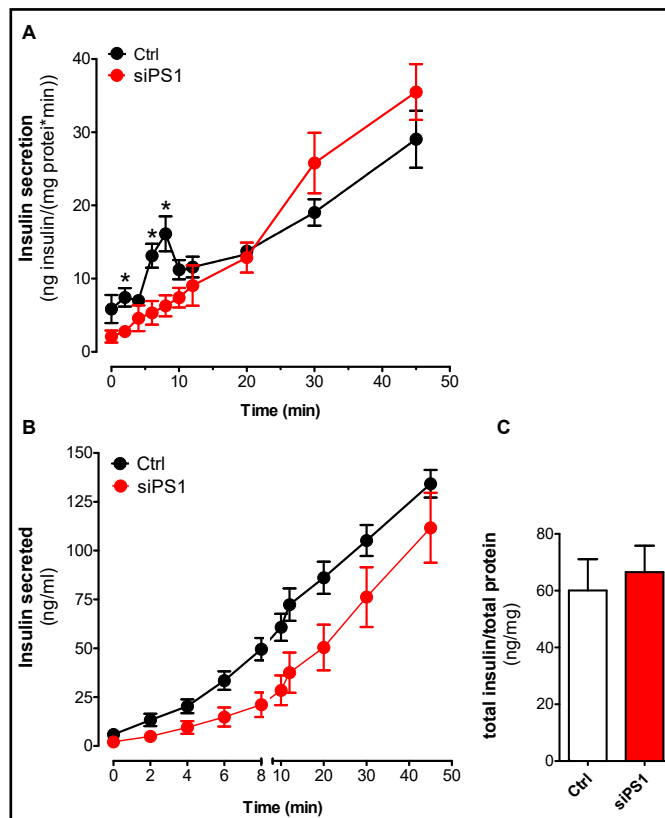 A
Ctrl
siPS1
Insulin secretion
(ng insulin/(mg protei*min))
40
30
20
10
0
*
*
*
0
10
20
30
40
50
Time (min)
B
Ctrl
siPS1
Insulin secreted
(ng/ml)
150
125
100
75
50
25
0
0
2
4
6
8
10
20
30
40
50
Time (min)
C
total insulin/total protein
(ng/mg)
80
60
40
20
0
Ctrl
siPS1